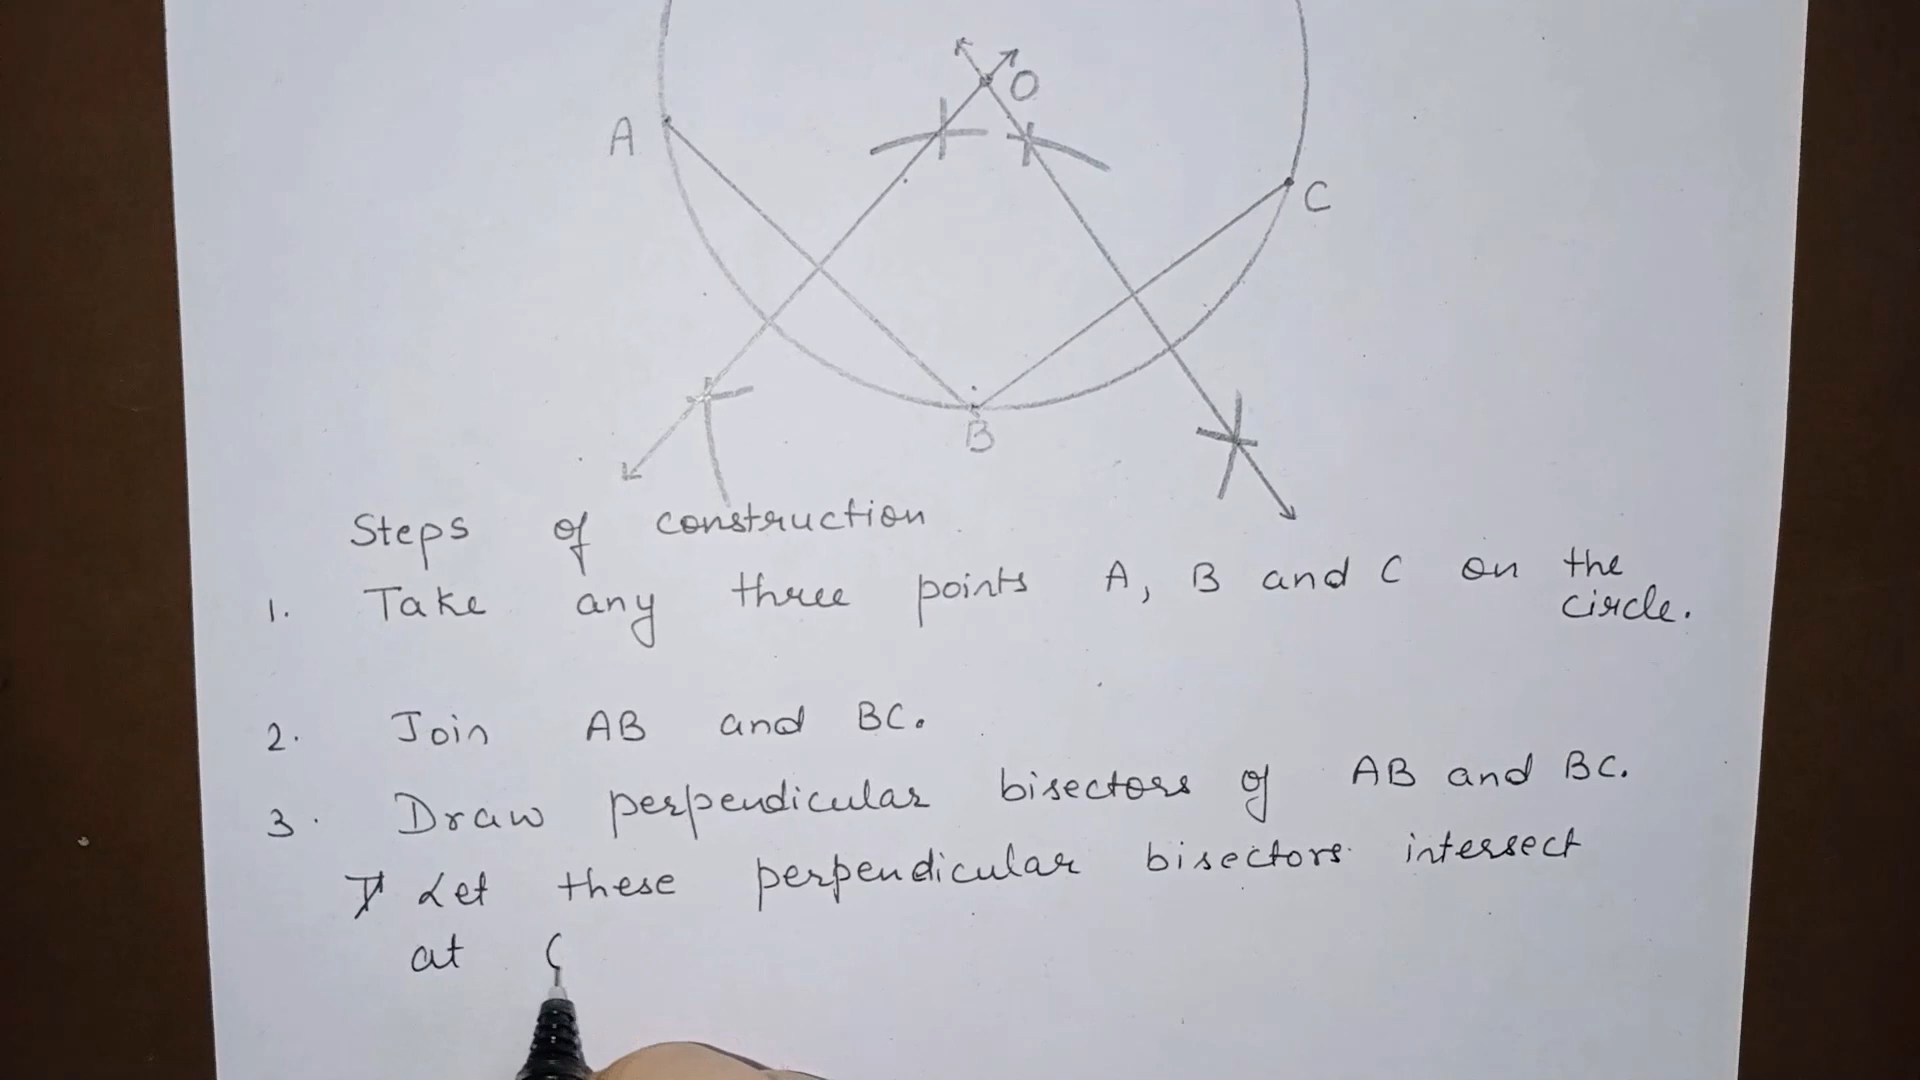 O
A
C
B
Steps of construction
1. Take any three points A, B and C on the
circle.
2. Join AB and BC.
3. Draw perpendicular bisectors of AB and BC.
Let these perpendicular bisectors intersect
at